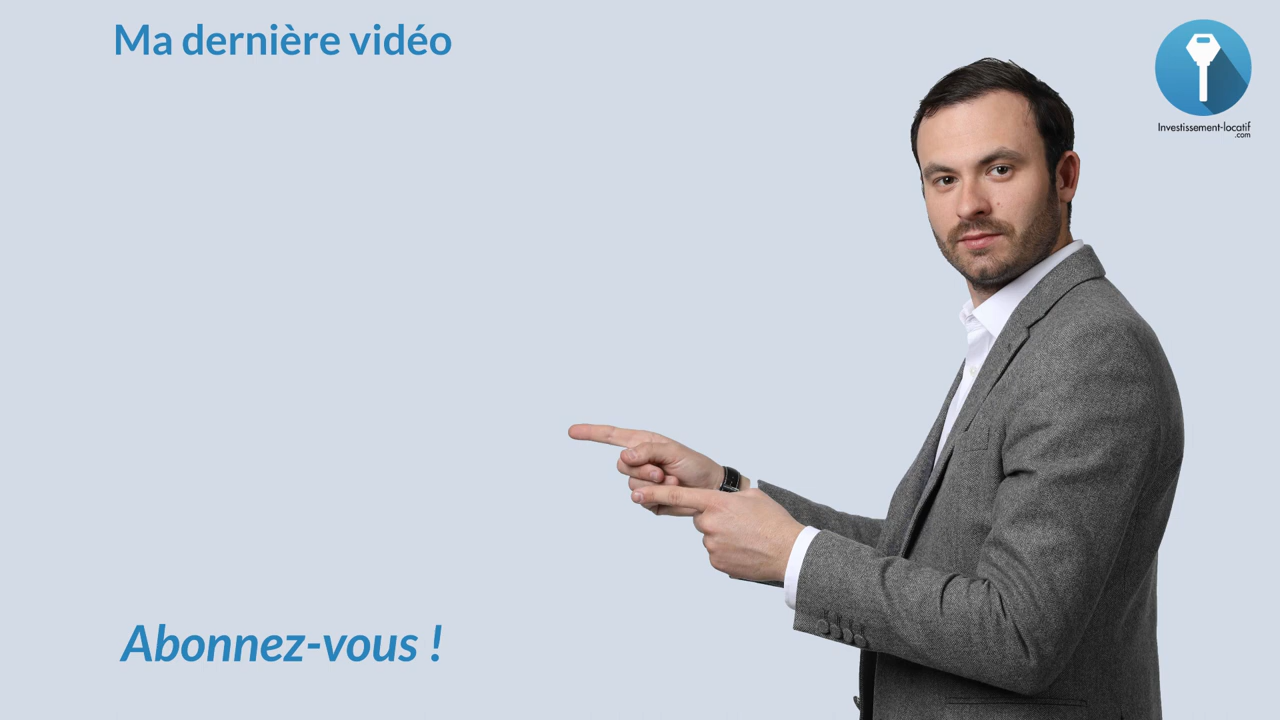 Ma dernière vidéo
Investissement-locatif
.com
Abonnez-vous !